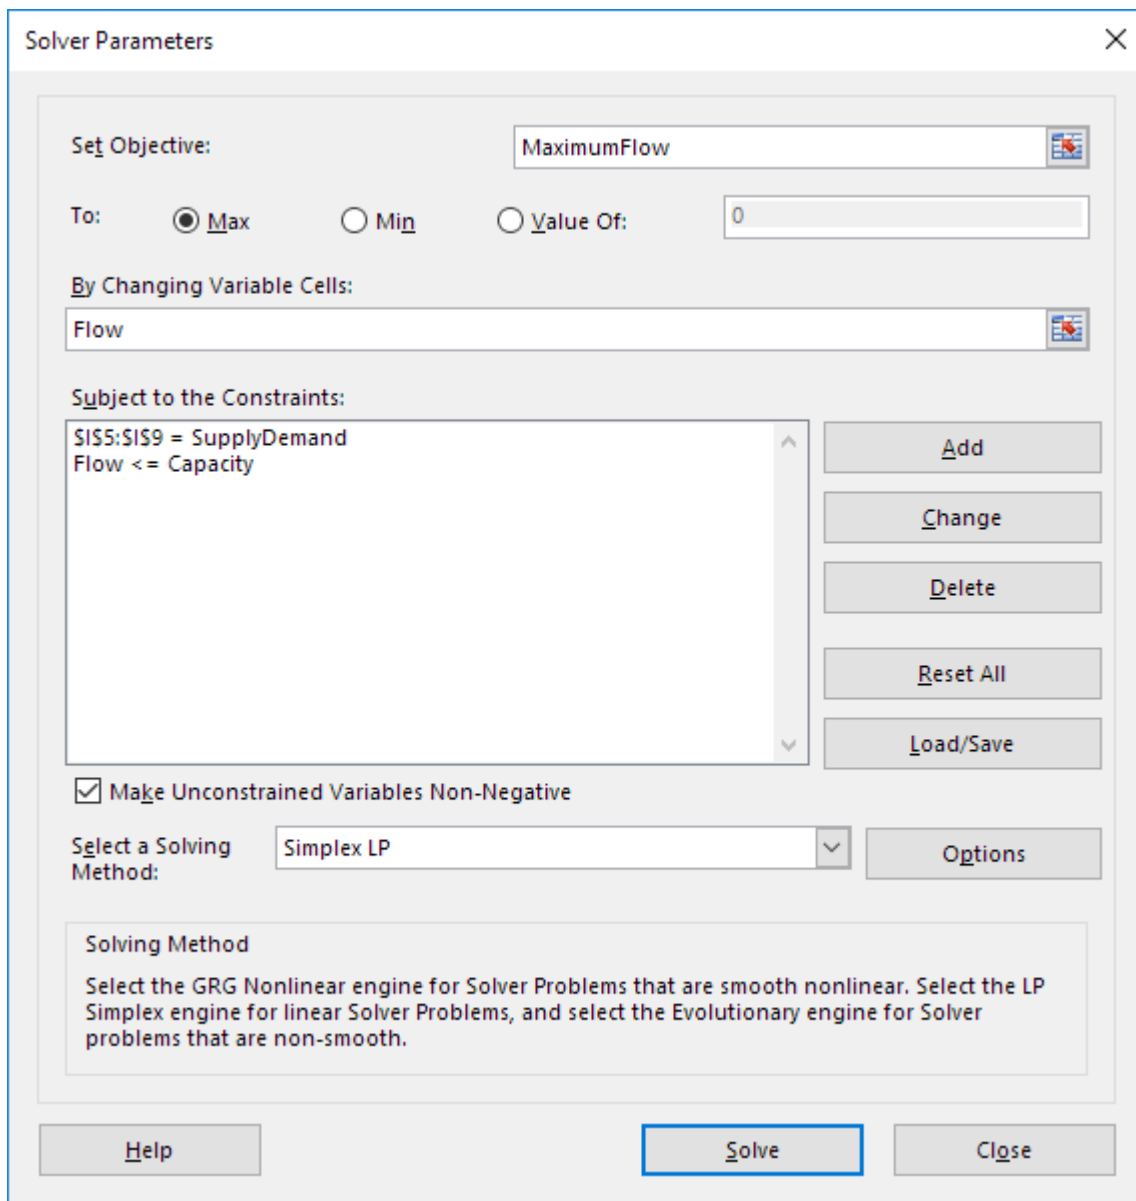 Solver Parameters
Set Objective:
MaximumFlow
To:
Max
Min
Value Of:
0
By Changing Variable Cells:
Flow
Subject to the Constraints:
$I$5:$I$9 = SupplyDemand
Flow <= Capacity
Add
Change
Delete
Reset All
Load/Save
Make Unconstrained Variables Non-Negative
Select a Solving
Method:
Simplex LP
Options
Solving Method
Select the GRG Nonlinear engine for Solver Problems that are smooth nonlinear. Select the LP
Simplex engine for linear Solver Problems, and select the Evolutionary engine for Solver
problems that are non-smooth.
Help
Solve
Close